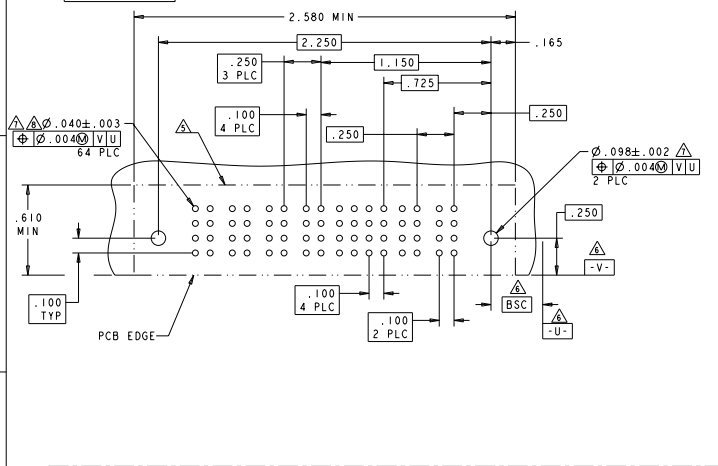 2.580 MIN
2.250
.165
.250
3 PLC
1.150
.725
.100
4 PLC
.250
.250
7 8 Ø.040±.003
⌖ Ø.004Ⓜ V U
64 PLC
5
Ø.098±.002 7
⌖ Ø.004Ⓜ V U
2 PLC
.610
MIN
.250
6
-V-
.100
TYP
.100
4 PLC
6
BSC
6
-U-
.100
2 PLC
PCB EDGE